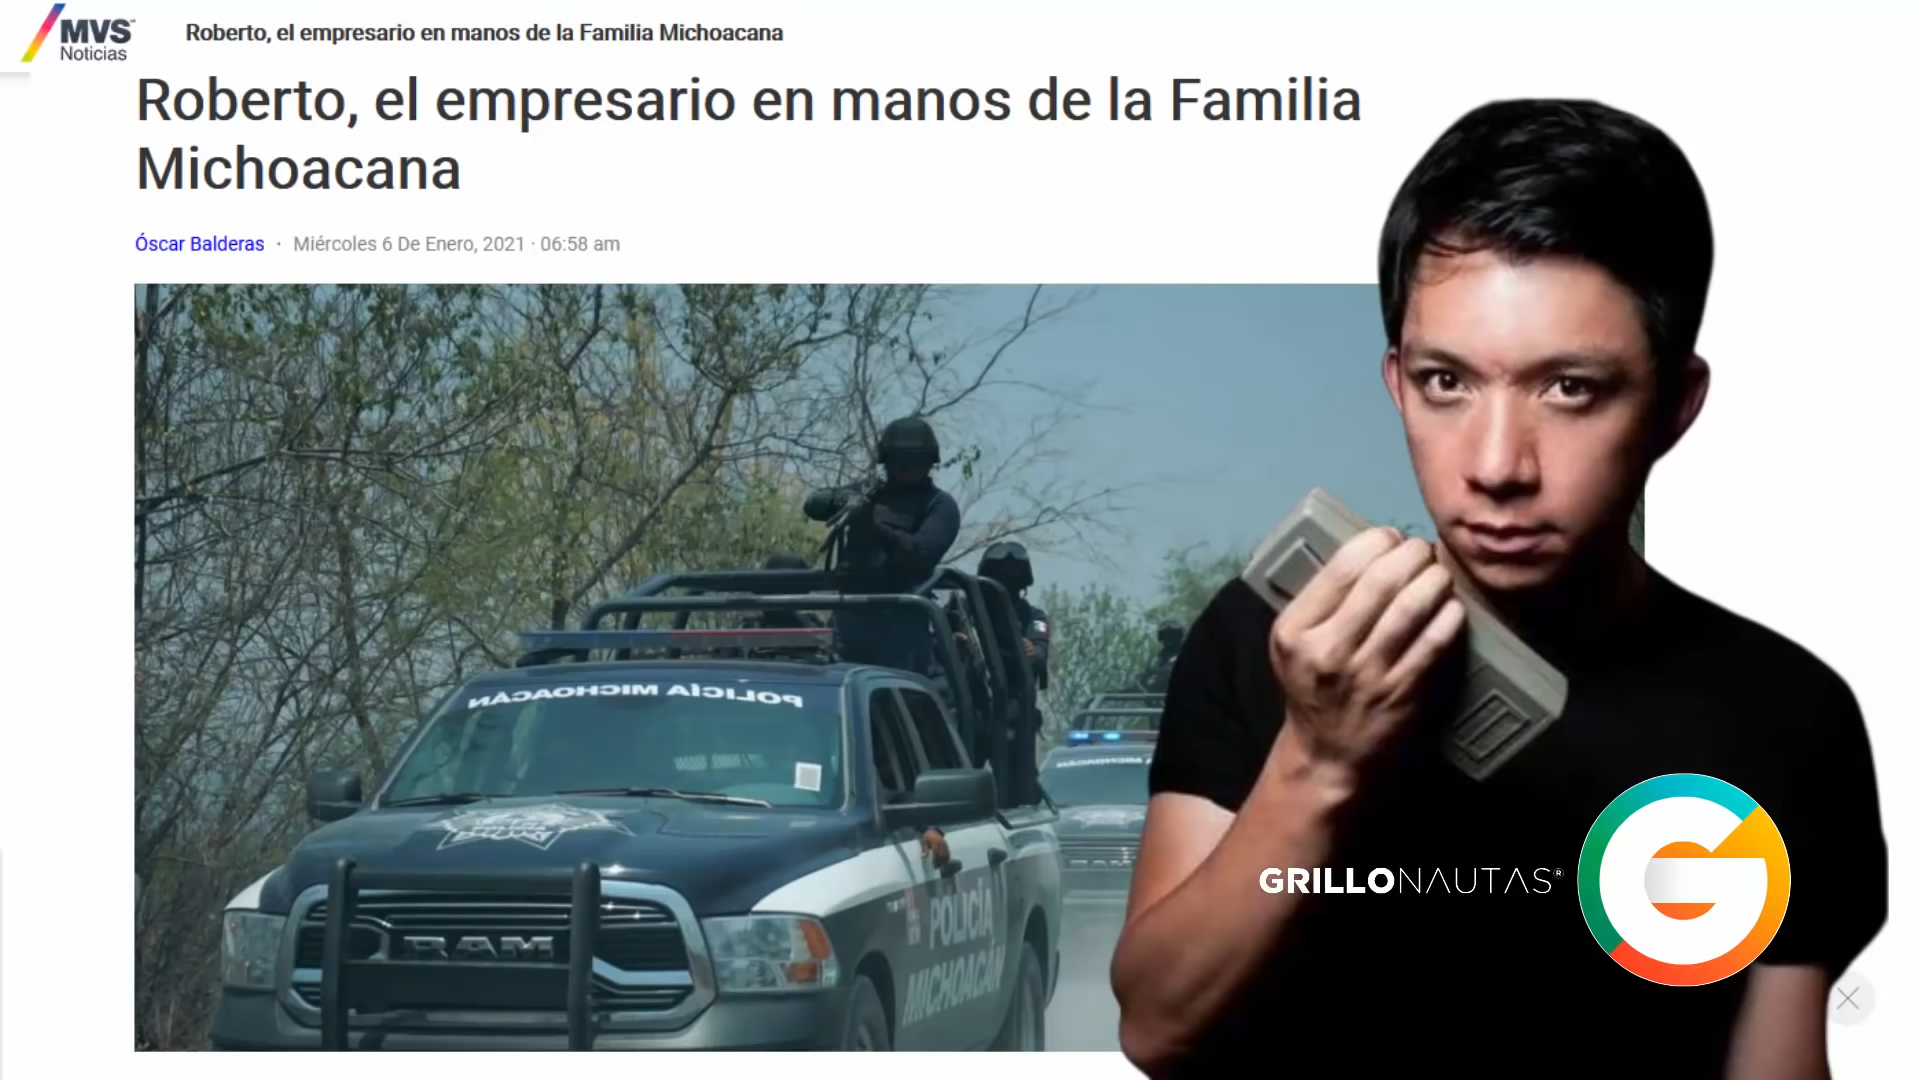 MVS
Noticias
Roberto, el empresario en manos de la Familia Michoacana
Roberto, el empresario en manos de la Familia
Michoacana
Óscar Balderas · Miércoles 6 De Enero, 2021 · 06:58 am
POLICÍA MICHOACÁN
RAM
POLICÍA
MICHOACÁN
GRILLONAUTAS®
G